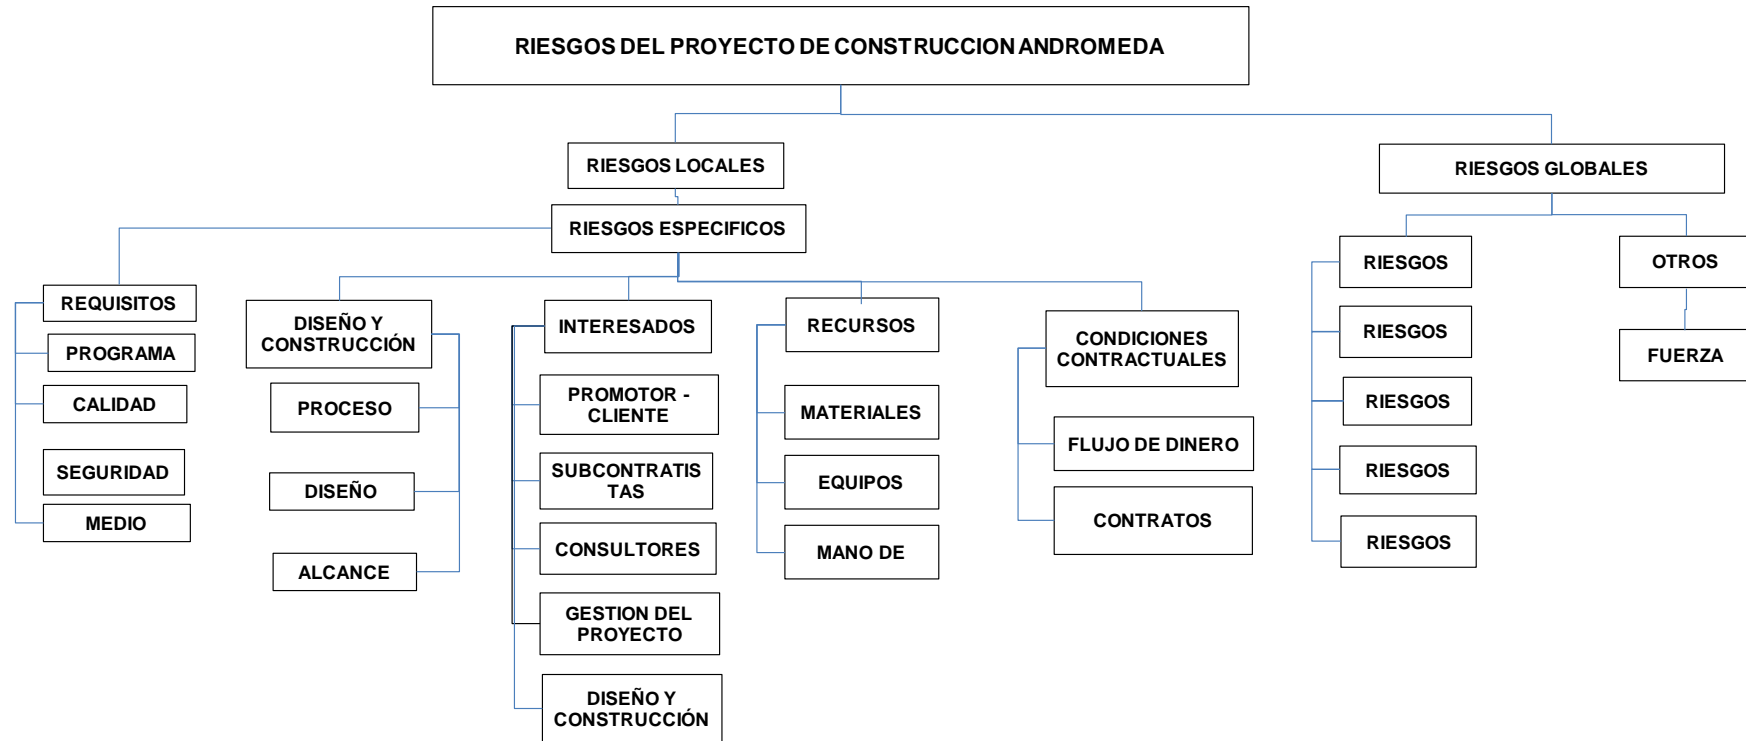 RIESGOS DEL PROYECTO DE CONSTRUCCION ANDROMEDA
RIESGOS LOCALES
RIESGOS GLOBALES
RIESGOS ESPECIFICOS
REQUISITOS
PROGRAMA
CALIDAD
SEGURIDAD
MEDIO
DISEÑO Y
CONSTRUCCIÓN
PROCESO
DISEÑO
ALCANCE
INTERESADOS
PROMOTOR -
CLIENTE
SUBCONTRATIS
TAS
CONSULTORES
GESTION DEL
PROYECTO
DISEÑO Y
CONSTRUCCIÓN
RECURSOS
MATERIALES
EQUIPOS
MANO DE
CONDICIONES
CONTRACTUALES
FLUJO DE DINERO
CONTRATOS
RIESGOS
RIESGOS
RIESGOS
RIESGOS
RIESGOS
OTROS
FUERZA